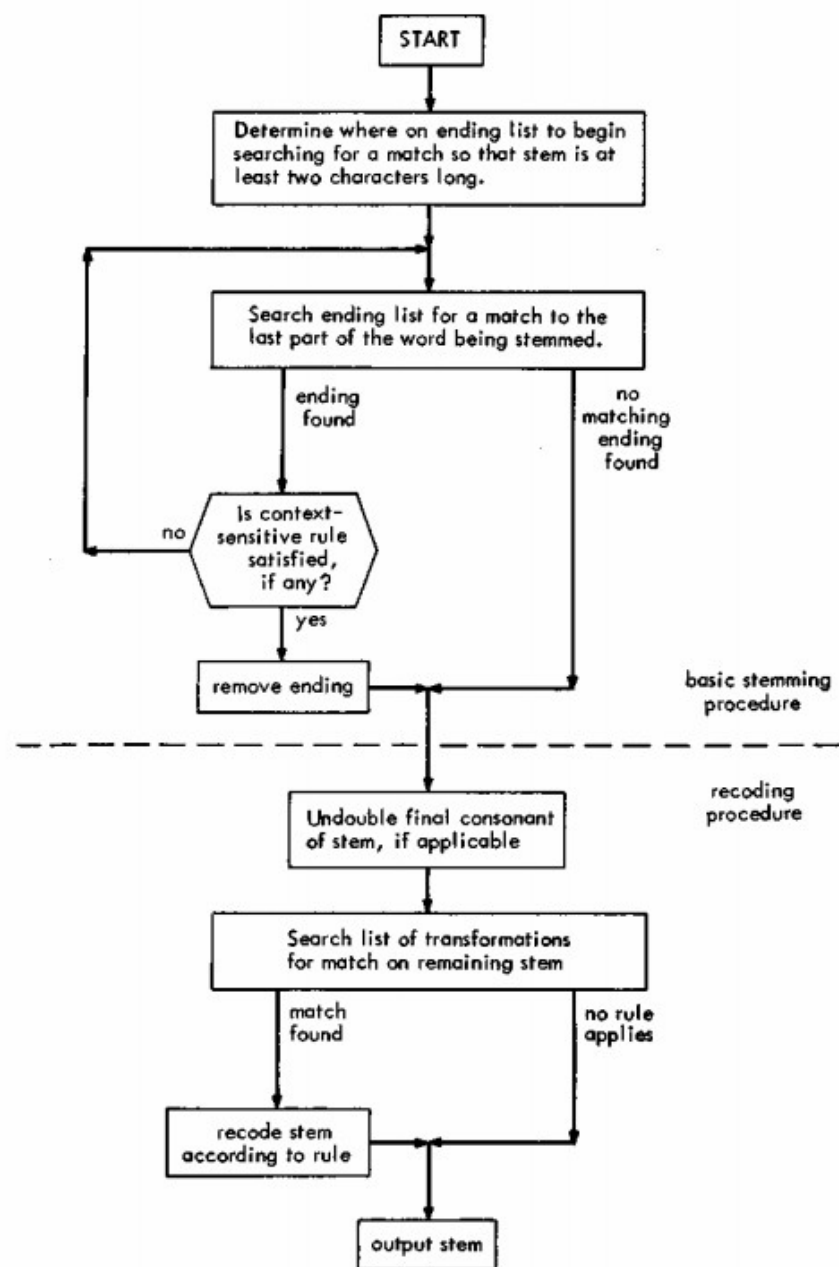 START
Determine where on ending list to begin
searching for a match so that stem is at
least two characters long.
Search ending list for a match to the
last part of the word being stemmed.
ending
found
no
matching
ending
found
no
Is context-
sensitive rule
satisfied,
if any?
yes
remove ending
basic stemming
procedure
recoding
procedure
Undouble final consonant
of stem, if applicable
Search list of transformations
for match on remaining stem
match
found
no rule
applies
recode stem
according to rule
output stem